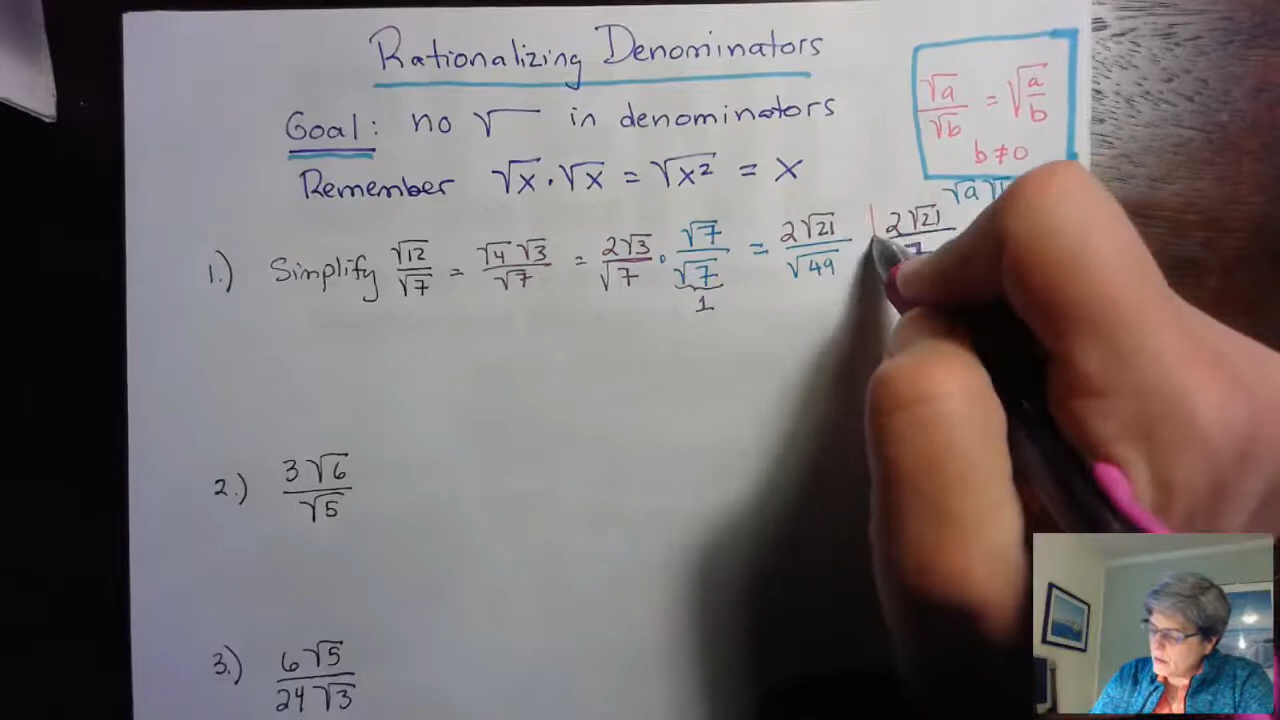 Rationalizing Denominators
Goal: no √ in denominators
Remember √x · √x = √x² = x
√a/√b = √(a/b)
b ≠ 0
√a
1.) Simplify √12/√7 = √4 √3/√7 = 2√3/√7 · √7/√7 = 2√21/√49 2√21/7
1
2.) 3√6/√5
3.) 6√5/24√3